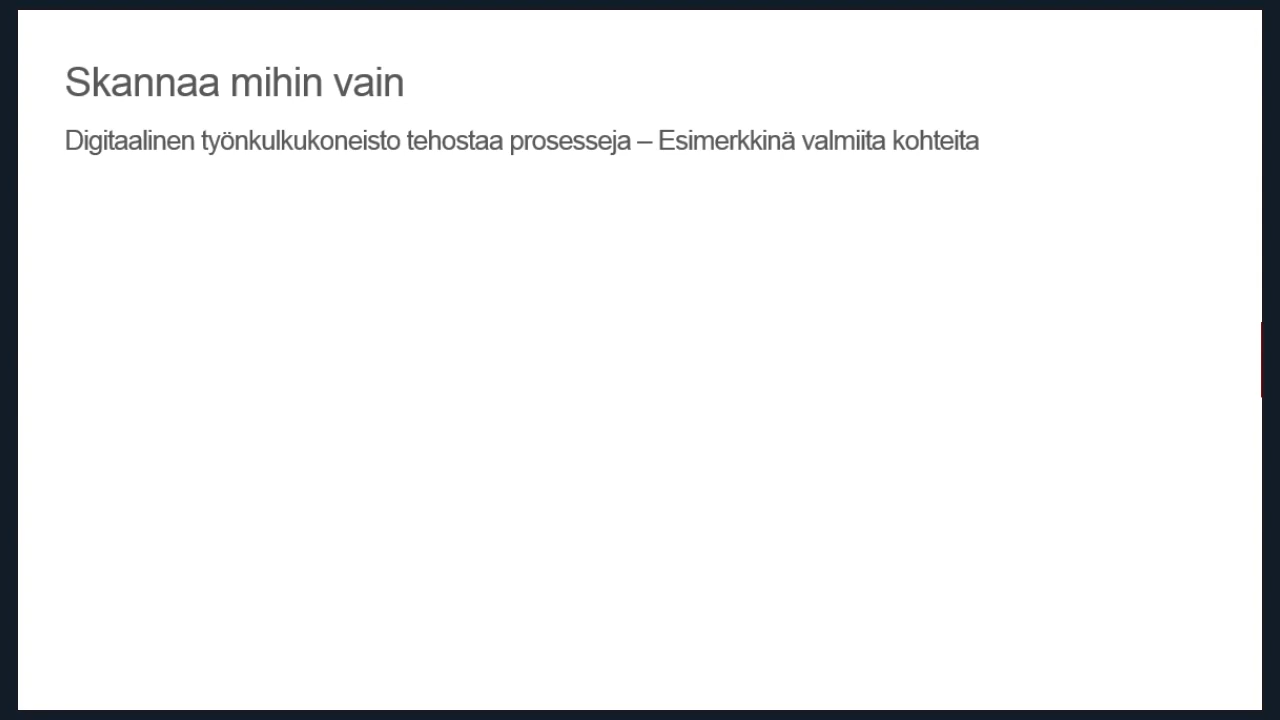 Skannaa mihin vain
Digitaalinen työnkulkukoneisto tehostaa prosesseja – Esimerkkinä valmiita kohteita